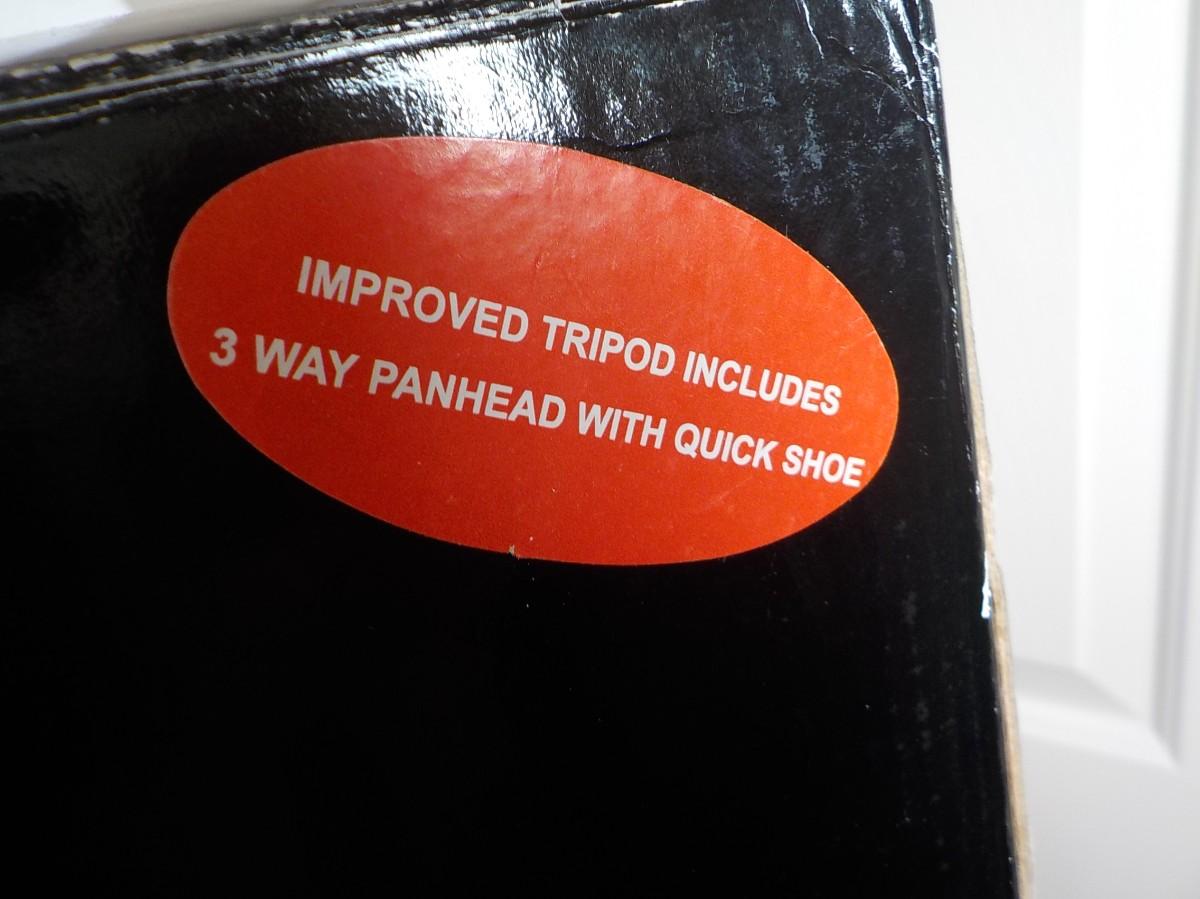 IMPROVED TRIPOD INCLUDES
3 WAY PANHEAD WITH QUICK SHOE